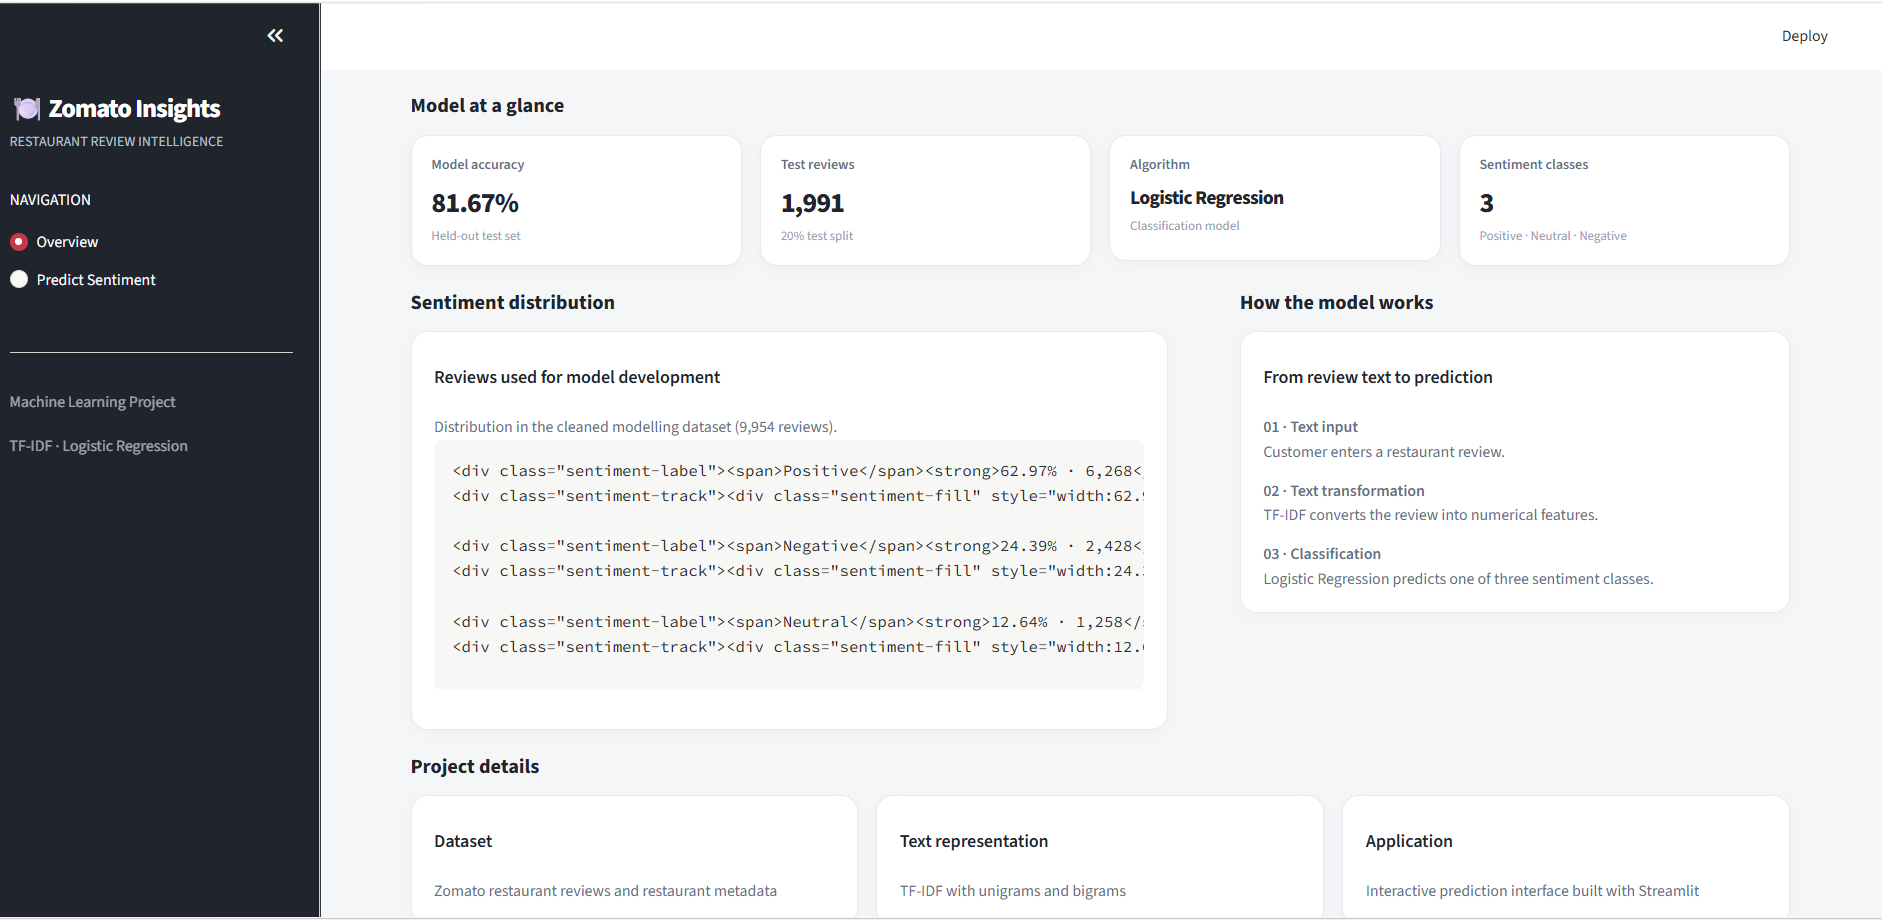 Deploy
Zomato Insights
RESTAURANT REVIEW INTELLIGENCE
NAVIGATION
Overview
Predict Sentiment
Machine Learning Project
TF-IDF · Logistic Regression
Model at a glance
Model accuracy
81.67%
Held-out test set
Test reviews
1,991
20% test split
Algorithm
Logistic Regression
Classification model
Sentiment classes
3
Positive · Neutral · Negative
Sentiment distribution
Reviews used for model development
Distribution in the cleaned modelling dataset (9,954 reviews).
<div class="sentiment-label"><span>Positive</span><strong>62.97% · 6,268<
<div class="sentiment-track"><div class="sentiment-fill" style="width:62.
<div class="sentiment-label"><span>Negative</span><strong>24.39% · 2,428<
<div class="sentiment-track"><div class="sentiment-fill" style="width:24.
<div class="sentiment-label"><span>Neutral</span><strong>12.64% · 1,258</
<div class="sentiment-track"><div class="sentiment-fill" style="width:12.
How the model works
From review text to prediction
01 · Text input
Customer enters a restaurant review.
02 · Text transformation
TF-IDF converts the review into numerical features.
03 · Classification
Logistic Regression predicts one of three sentiment classes.
Project details
Dataset
Zomato restaurant reviews and restaurant metadata
Text representation
TF-IDF with unigrams and bigrams
Application
Interactive prediction interface built with Streamlit